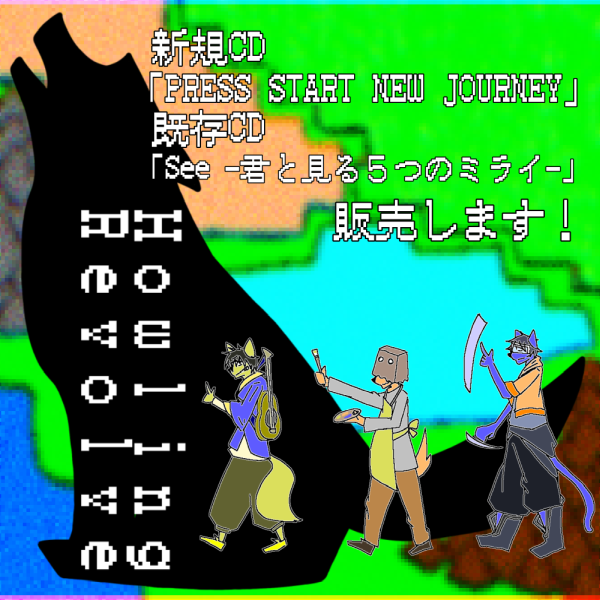 新規CD
「PRESS START NEW JOURNEY」
既存CD
「See -君と見る５つのミライ-」
販売します！
Howling
Revolve